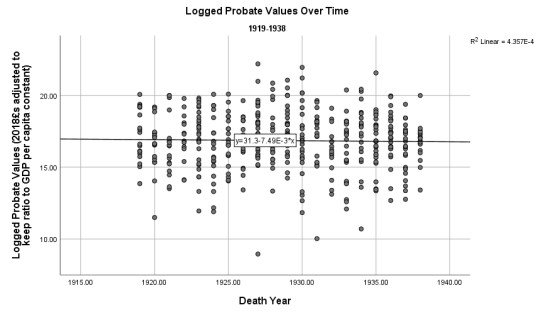 Logged Probate Values Over Time
1919-1938
R² Linear = 4.357E-4
Logged Probate Values (2018£s adjusted to
keep ratio to GDP per capita constant)
20.00
15.00
10.00
y=31.3-7.49E-3*x
1915.00 1920.00 1925.00 1930.00 1935.00 1940.00
Death Year